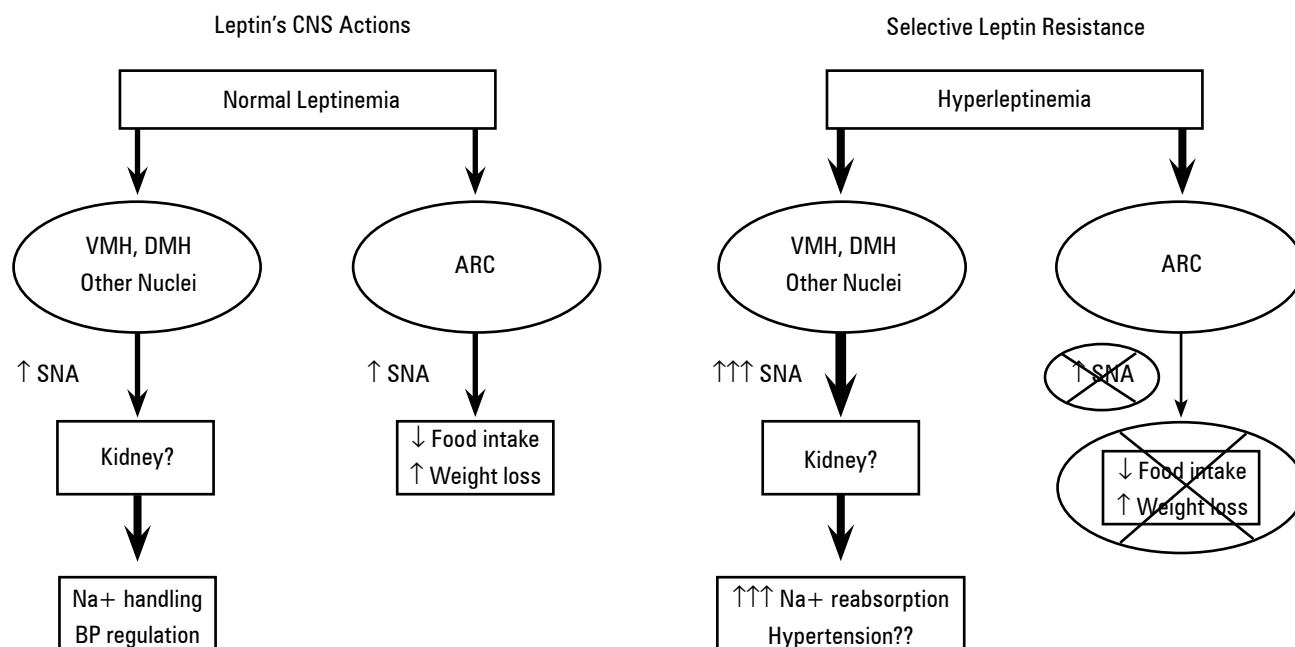 Leptin's CNS Actions
Normal Leptinemia
VMH, DMH
Other Nuclei
ARC
↑ SNA
↑ SNA
Kidney?
↓ Food intake
↑ Weight loss
Na+ handling
BP regulation
Selective Leptin Resistance
Hyperleptinemia
VMH, DMH
Other Nuclei
ARC
↑↑↑ SNA
↑ SNA
Kidney?
↓ Food intake
↑ Weight loss
↑↑↑ Na+ reabsorption
Hypertension??